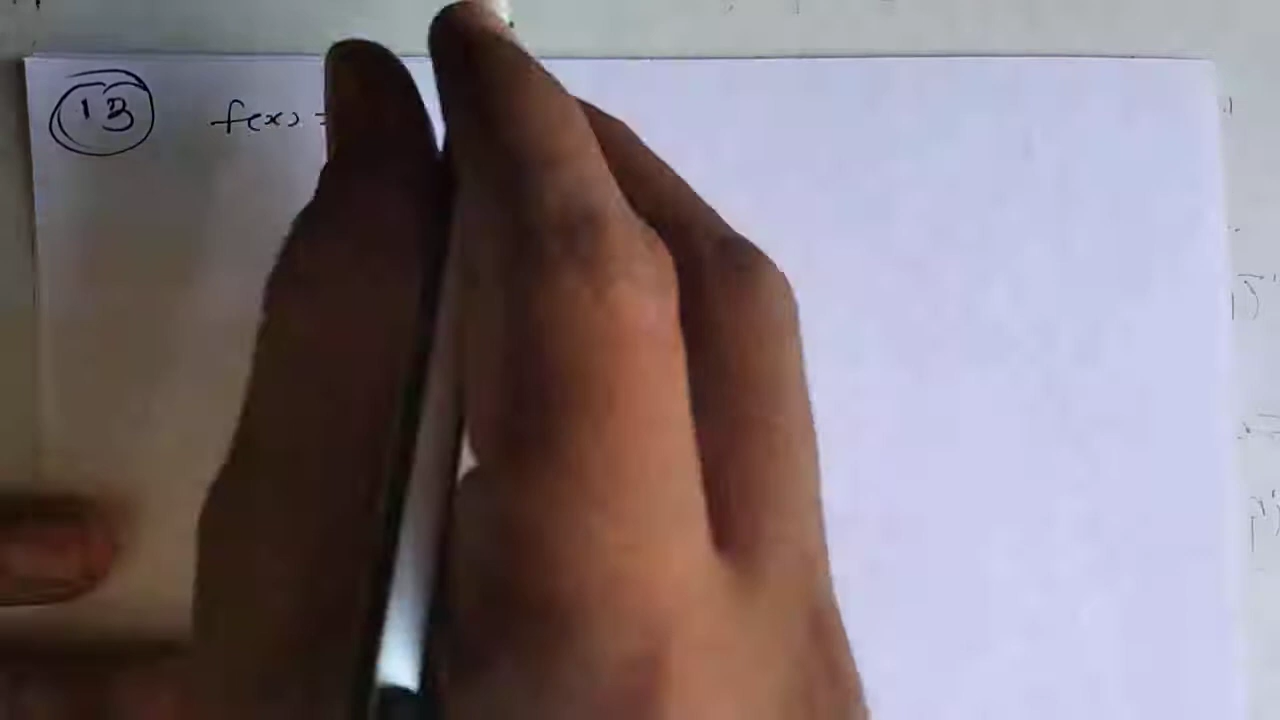 13 f(x) =